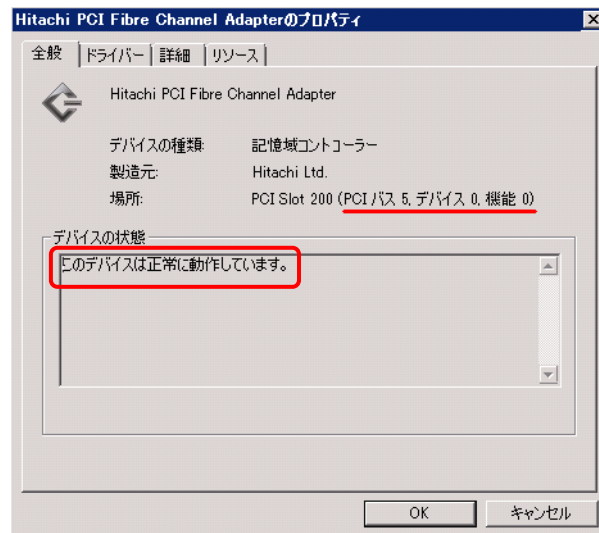 Hitachi PCI Fibre Channel Adapterのプロパティ
全般 ドライバー 詳細 リソース
Hitachi PCI Fibre Channel Adapter
デバイスの種類: 記憶域コントローラー
製造元: Hitachi Ltd.
場所: PCI Slot 200 (PCI バス 5, デバイス 0, 機能 0)
デバイスの状態
このデバイスは正常に動作しています。
OK キャンセル